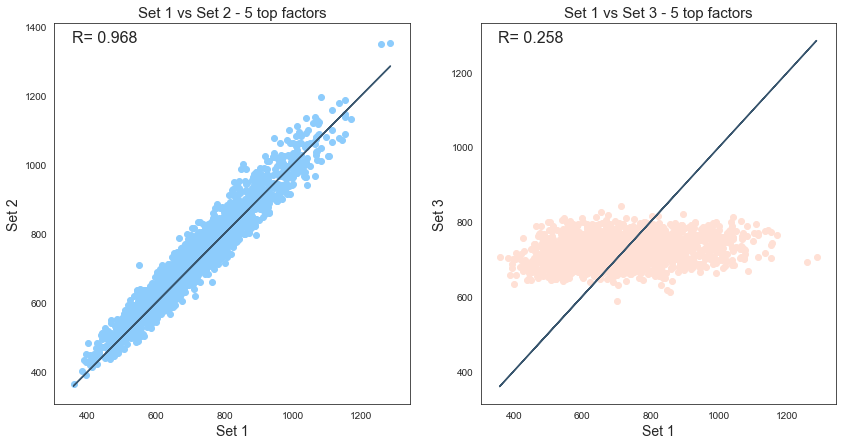 Set 1 vs Set 2 - 5 top factors
R= 0.968
1400
1200
1000
800
600
400
Set 2
400 600 800 1000 1200
Set 1
Set 1 vs Set 3 - 5 top factors
R= 0.258
1200
1000
800
600
400
Set 3
400 600 800 1000 1200
Set 1